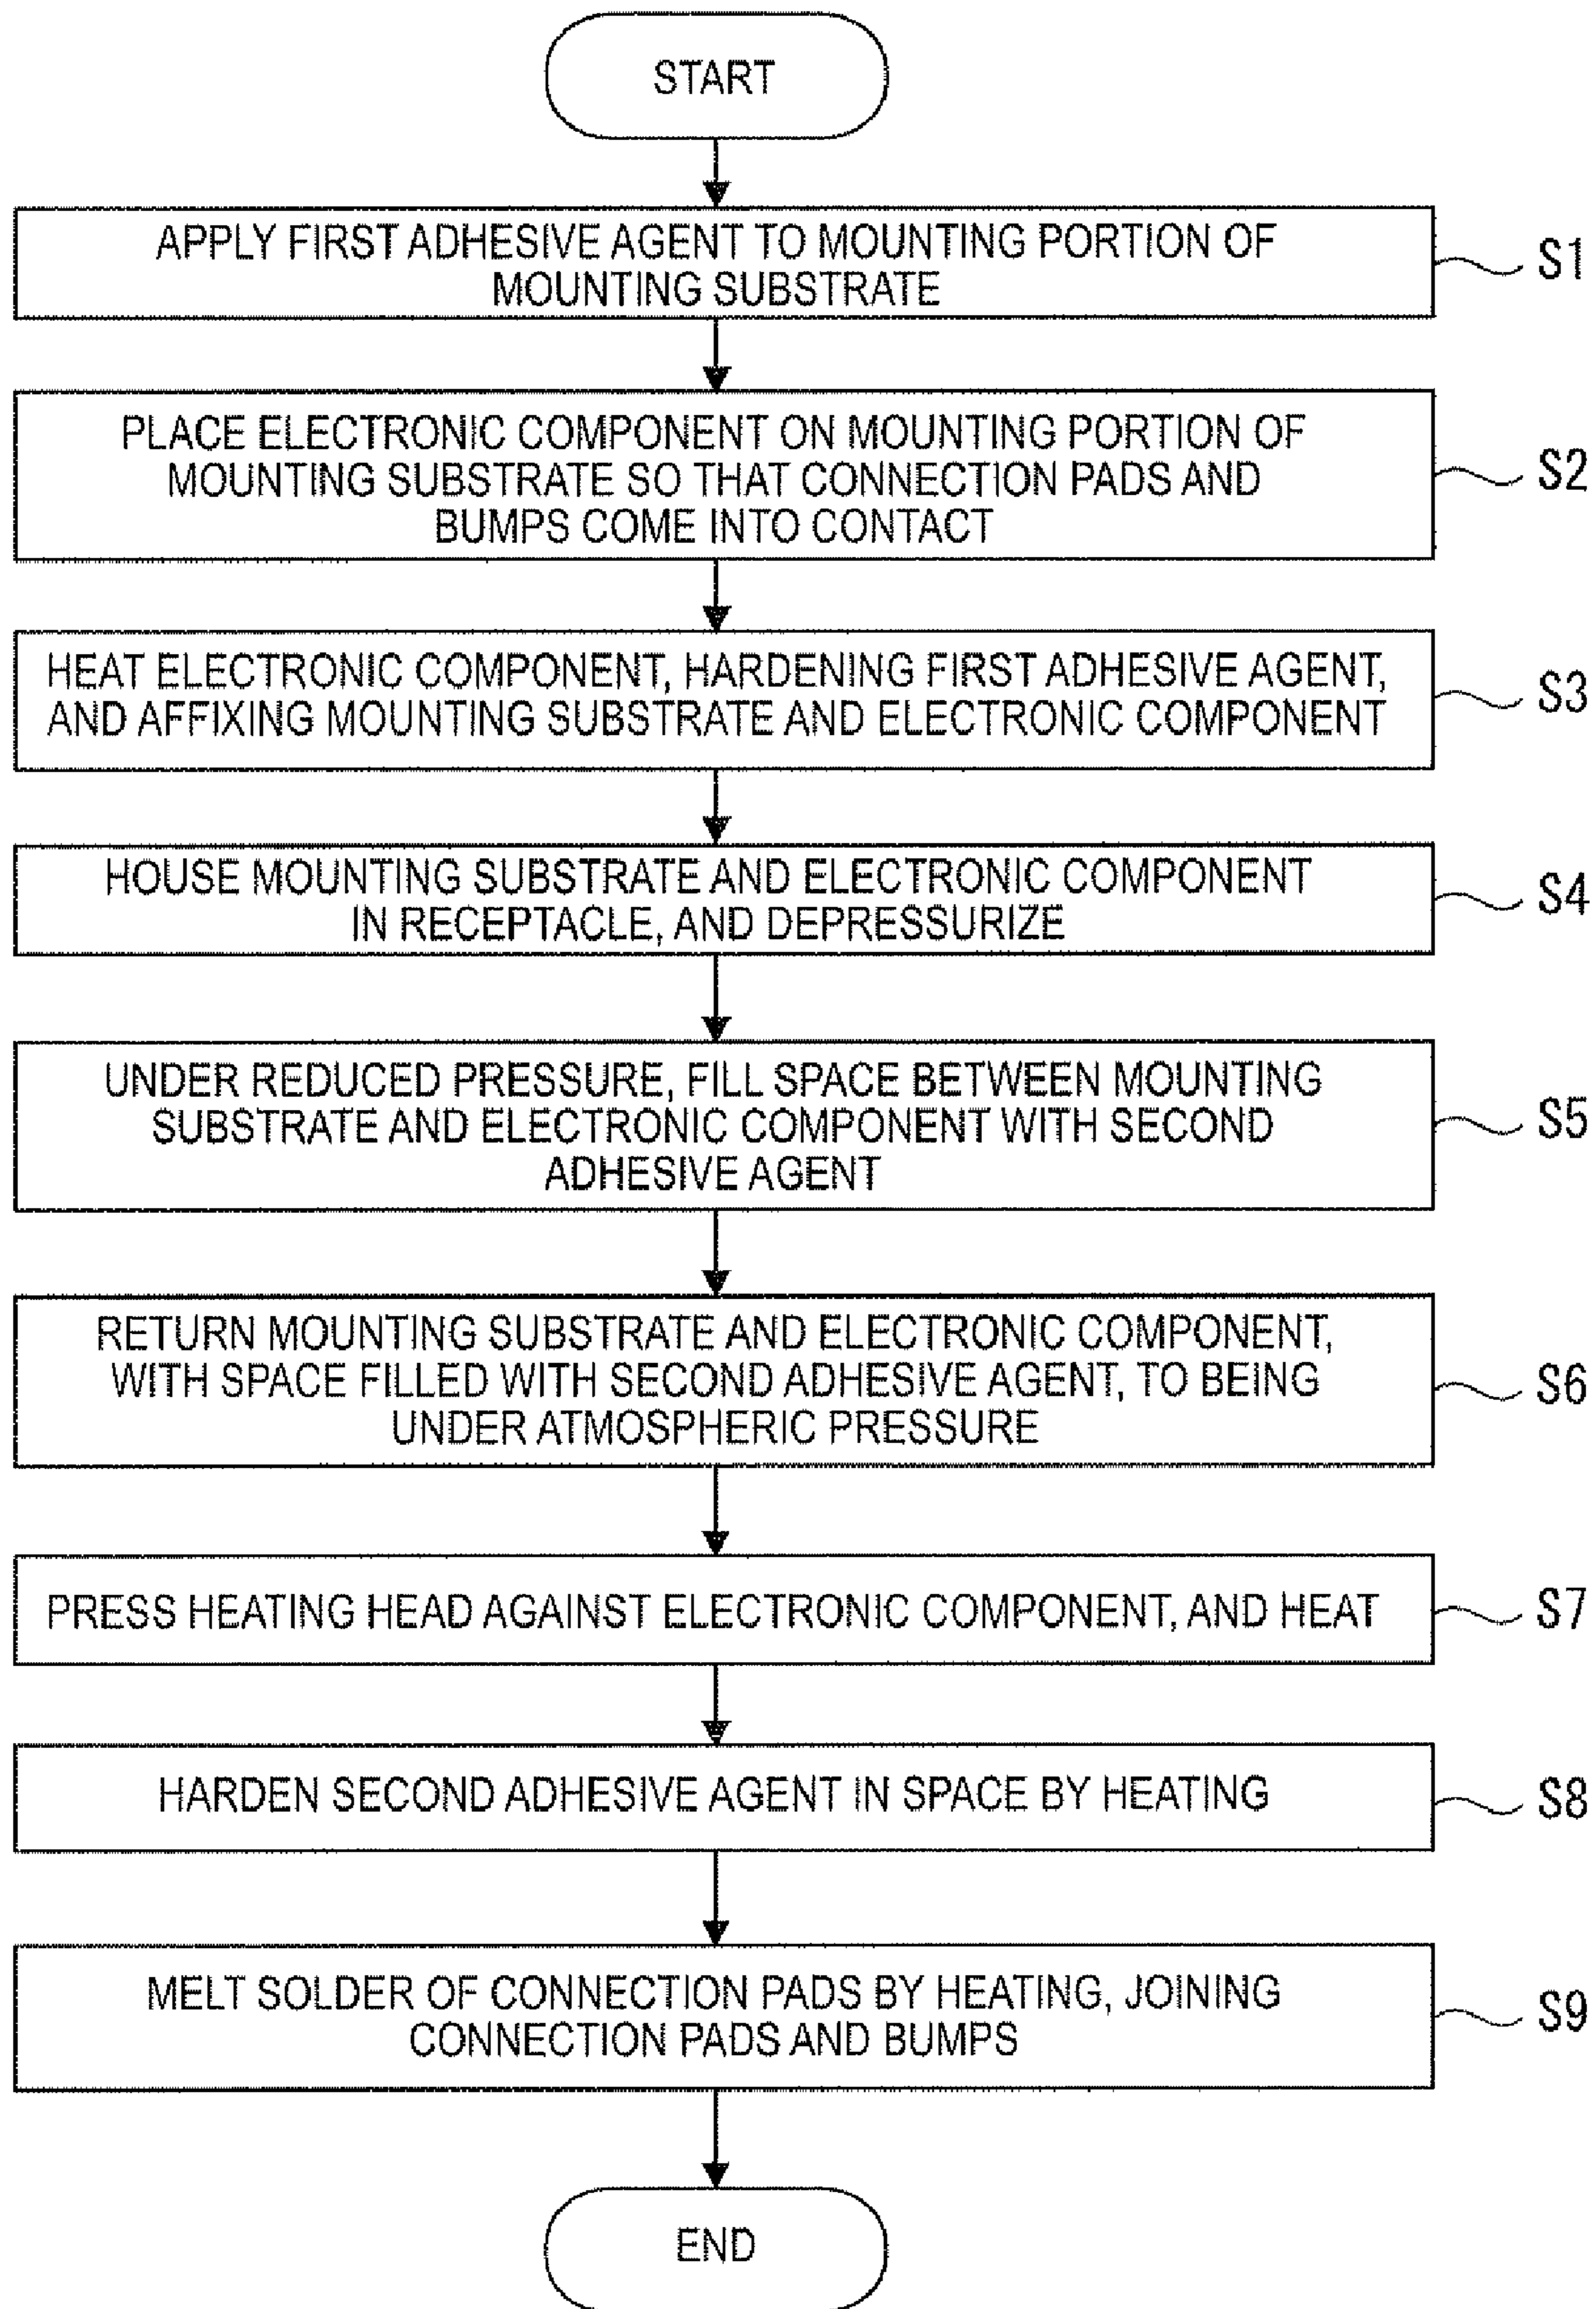 START
APPLY FIRST ADHESIVE AGENT TO MOUNTING PORTION OF
MOUNTING SUBSTRATE
S1
PLACE ELECTRONIC COMPONENT ON MOUNTING PORTION OF
MOUNTING SUBSTRATE SO THAT CONNECTION PADS AND
BUMPS COME INTO CONTACT
S2
HEAT ELECTRONIC COMPONENT, HARDENING FIRST ADHESIVE AGENT,
AND AFFIXING MOUNTING SUBSTRATE AND ELECTRONIC COMPONENT
S3
HOUSE MOUNTING SUBSTRATE AND ELECTRONIC COMPONENT
IN RECEPTACLE, AND DEPRESSURIZE
S4
UNDER REDUCED PRESSURE, FILL SPACE BETWEEN MOUNTING
SUBSTRATE AND ELECTRONIC COMPONENT WITH SECOND
ADHESIVE AGENT
S5
RETURN MOUNTING SUBSTRATE AND ELECTRONIC COMPONENT,
WITH SPACE FILLED WITH SECOND ADHESIVE AGENT, TO BEING
UNDER ATMOSPHERIC PRESSURE
S6
PRESS HEATING HEAD AGAINST ELECTRONIC COMPONENT, AND HEAT
S7
HARDEN SECOND ADHESIVE AGENT IN SPACE BY HEATING
S8
MELT SOLDER OF CONNECTION PADS BY HEATING, JOINING
CONNECTION PADS AND BUMPS
S9
END